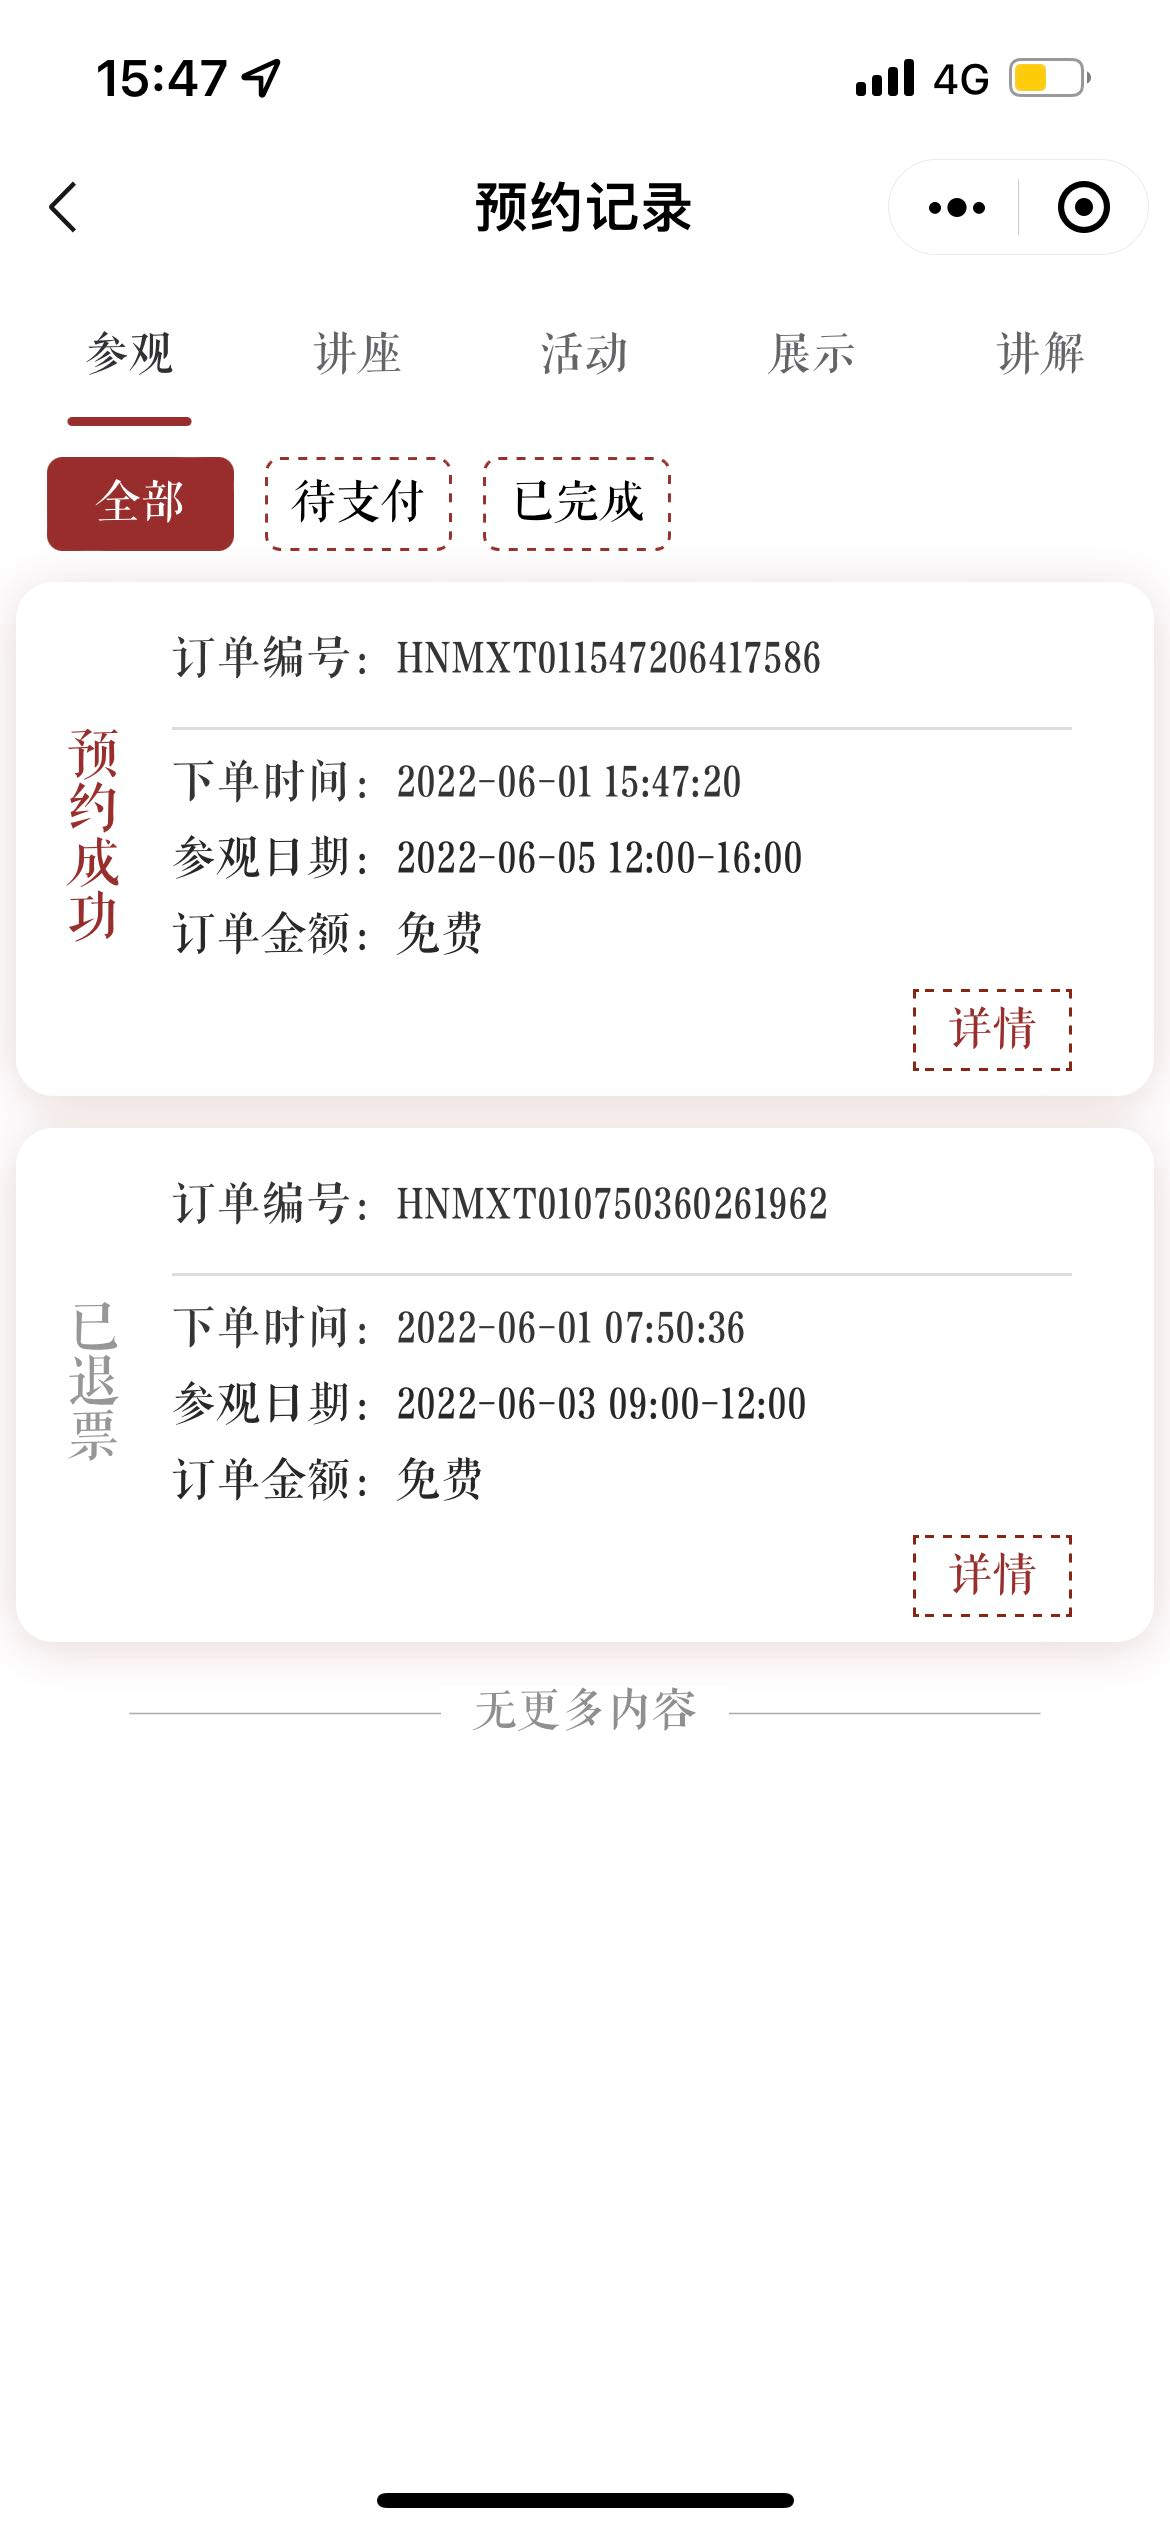 15:47 4G
预约记录
参观 讲座 活动 展示 讲解
全部 待支付 已完成
预约成功
订单编号：HNMXT011547206417586
下单时间：2022-06-01 15:47:20
参观日期：2022-06-05 12:00-16:00
订单金额：免费
详情
已退票
订单编号：HNMXT010750360261962
下单时间：2022-06-01 07:50:36
参观日期：2022-06-03 09:00-12:00
订单金额：免费
详情
无更多内容